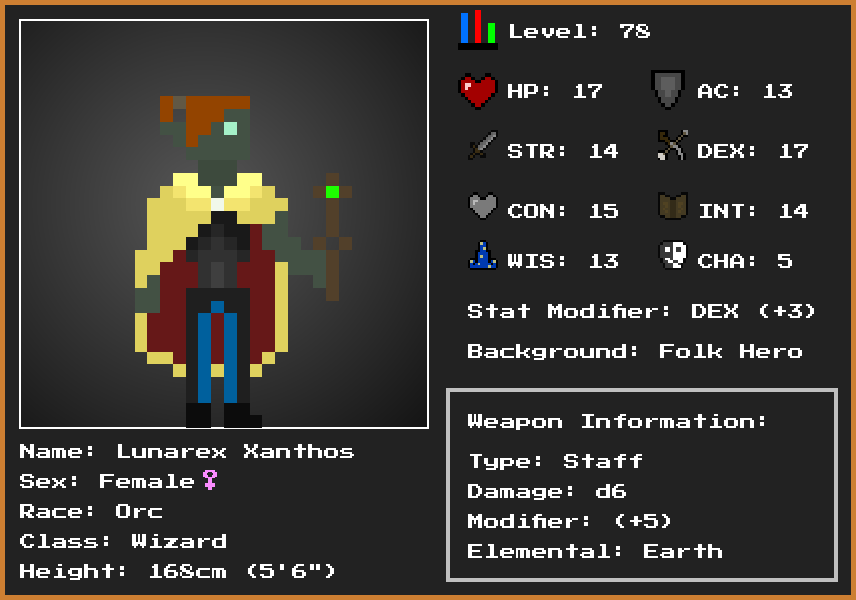 Level: 78
HP: 17 AC: 13
STR: 14 DEX: 17
CON: 15 INT: 14
WIS: 13 CHA: 5
Stat Modifier: DEX (+3)
Background: Folk Hero
Weapon Information:
Type: Staff
Damage: d6
Modifier: (+5)
Elemental: Earth
Name: Lunarex Xanthos
Sex: Female♀
Race: Orc
Class: Wizard
Height: 168cm (5'6")